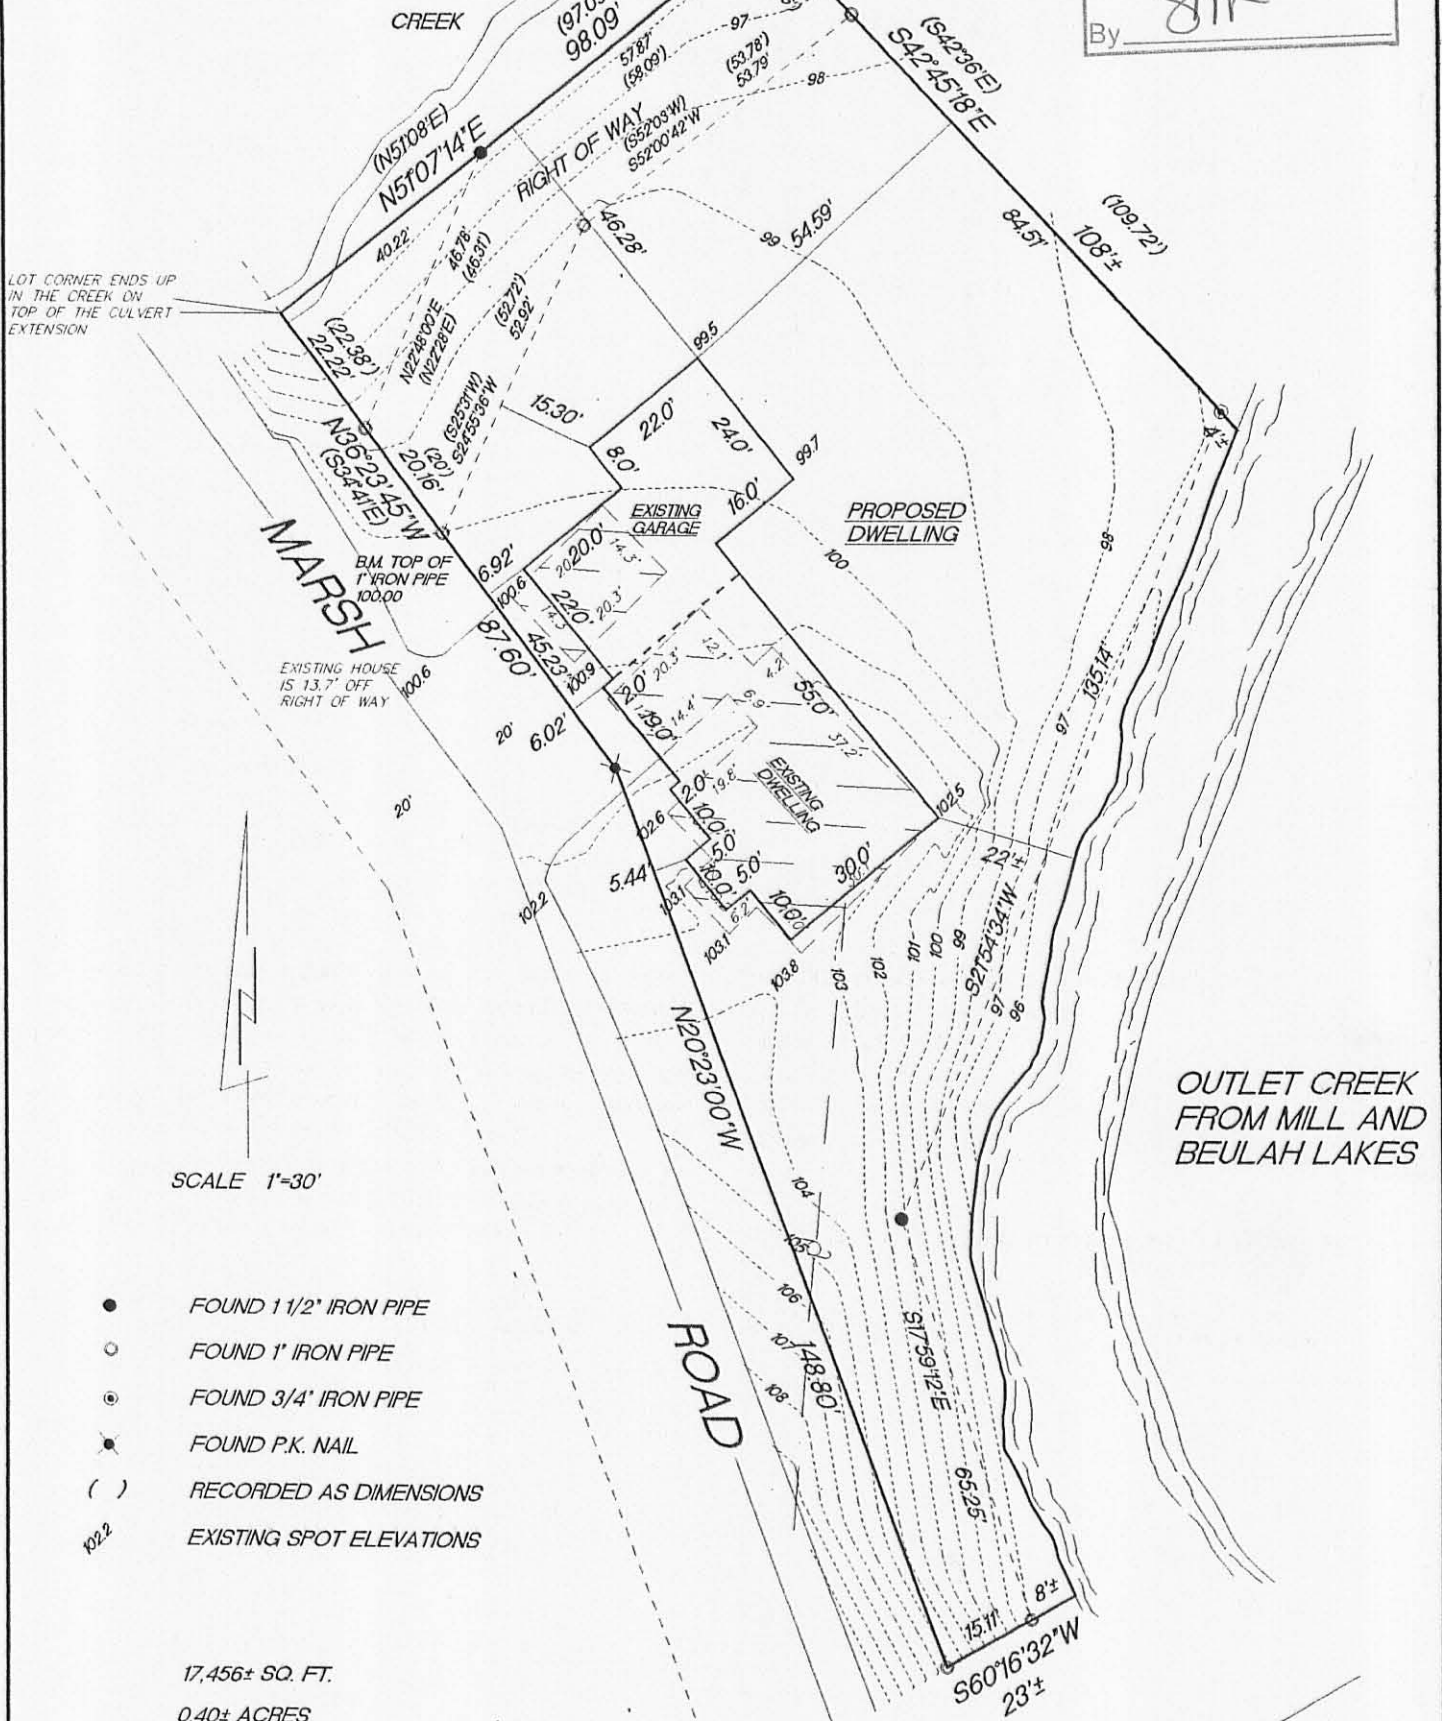 CREEK
98.09'
57.87'
(58.09')
97
(53.78')
53.79'
98
(S42°36'E)
S42°45'18"E
By
(N51°08'E)
N51°07'14"E
RIGHT OF WAY
(S52°03'W)
S52°00'42"W
40.22'
46.78'
(46.31')
46.28'
99
54.59'
84.51'
(109.72')
108'±
LOT CORNER ENDS UP
IN THE CREEK ON
TOP OF THE CULVERT
EXTENSION
(22.38')
22.22'
N22°48'00"E
(N22°28'E)
(52.72')
52.92'
99.5
15.30'
22.0'
24.0'
8.0'
99.7
4'±
N36°23'45"W
(S34°41'E)
(20')
20.16'
(S25°31'W)
S24°55'36"W
16.0'
EXISTING
GARAGE
PROPOSED
DWELLING
MARSH
B.M. TOP OF
1" IRON PIPE
100.00
6.92'
20.0'
14.3'
20.3'
14.3
100
98
100.6
22.0'
87.60'
45.23'
100.9
EXISTING HOUSE
IS 13.7' OFF
RIGHT OF WAY
100.6
2.0'
20.3'
12.1
4.2'
55.0'
135.14'
97
20'
6.02'
19.0'
14.4'
6.9'
37.2'
20'
EXISTING
DWELLING
2.0'
19.8'
102.5
102.6
10.0'
5.0'
5.44'
10.0'
5.0'
30.0'
22'±
102.2
103.1
6.2'
10.0'
103.1
103.8
103
102
101
100
99
S21°54'34"W
97
96
N20°23'00"W
OUTLET CREEK
FROM MILL AND
BEULAH LAKES
SCALE 1"=30'
104
105
106
107
108
148.80'
S17°59'12"E
65.25'
ROAD
FOUND 1 1/2" IRON PIPE
FOUND 1" IRON PIPE
FOUND 3/4" IRON PIPE
FOUND P.K. NAIL
( ) RECORDED AS DIMENSIONS
102.2 EXISTING SPOT ELEVATIONS
8'±
15.11'
S60°16'32"W
23'±
17,456± SQ. FT.
0.40± ACRES